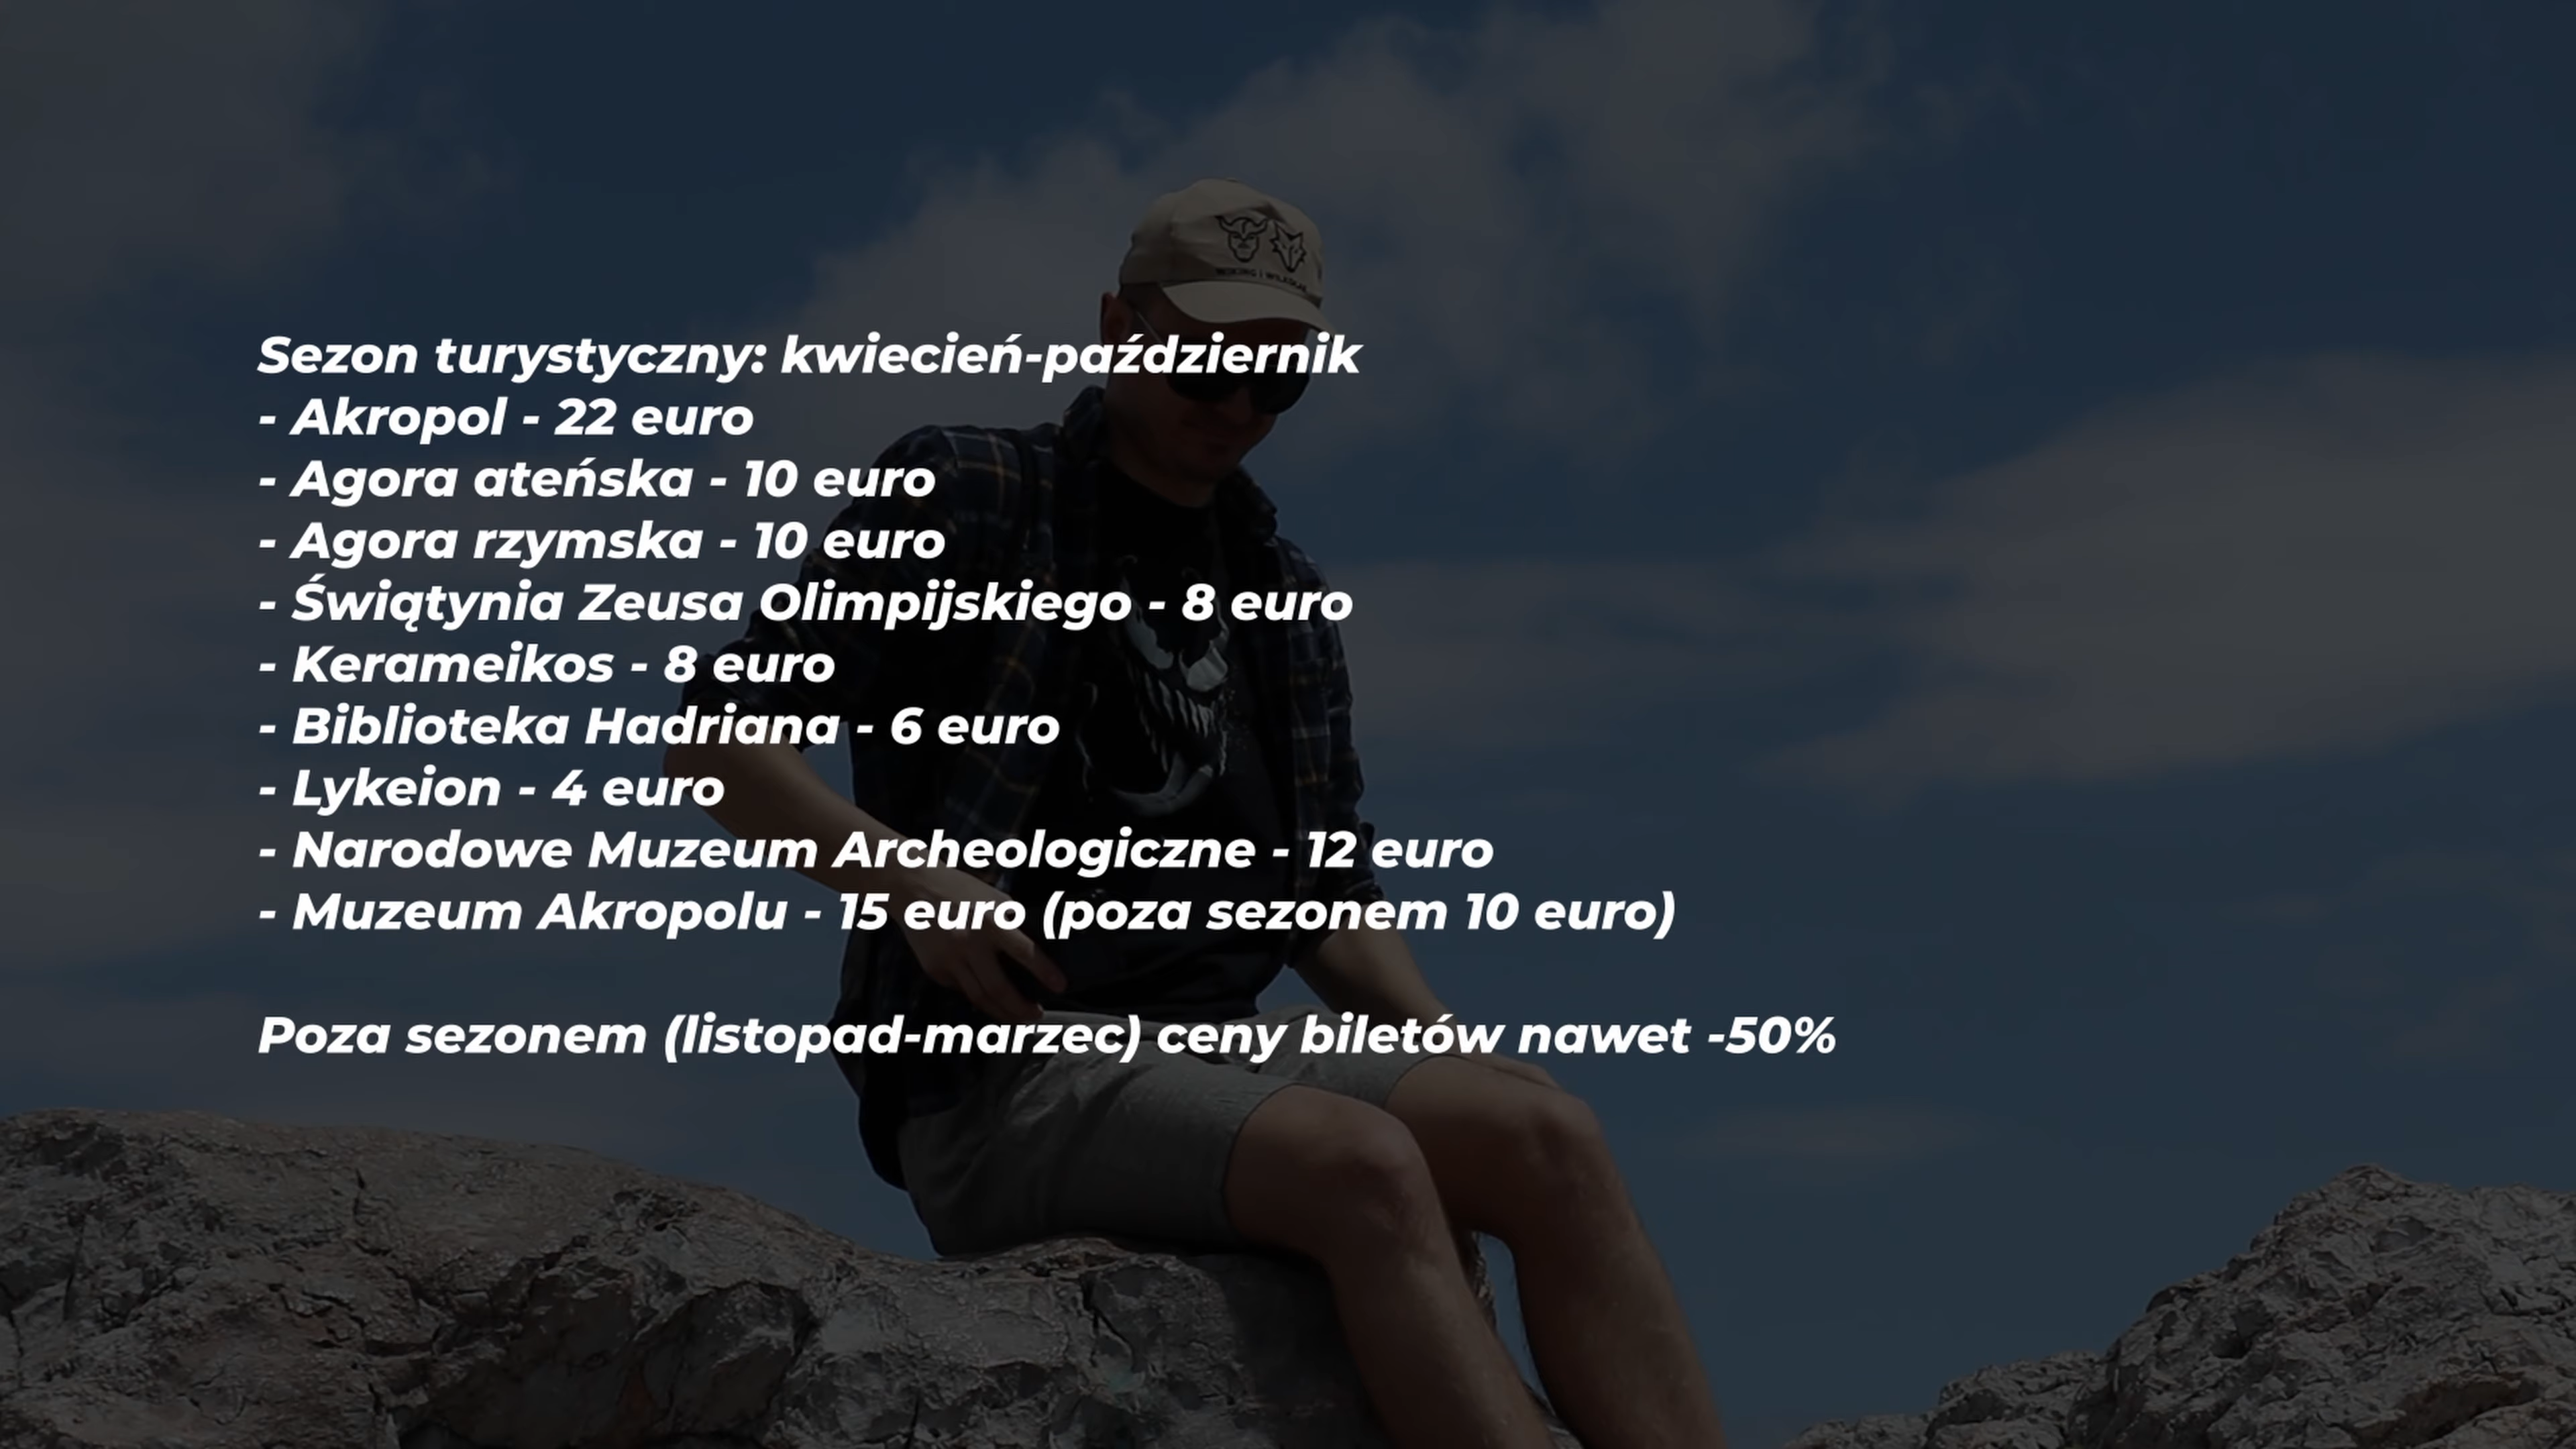 WIKING I WILKOŁAK
Sezon turystyczny: kwiecień-październik
- Akropol - 22 euro
- Agora ateńska - 10 euro
- Agora rzymska - 10 euro
- Świątynia Zeusa Olimpijskiego - 8 euro
- Kerameikos - 8 euro
- Biblioteka Hadriana - 6 euro
- Lykeion - 4 euro
- Narodowe Muzeum Archeologiczne - 12 euro
- Muzeum Akropolu - 15 euro (poza sezonem 10 euro)
Poza sezonem (listopad-marzec) ceny biletów nawet -50%